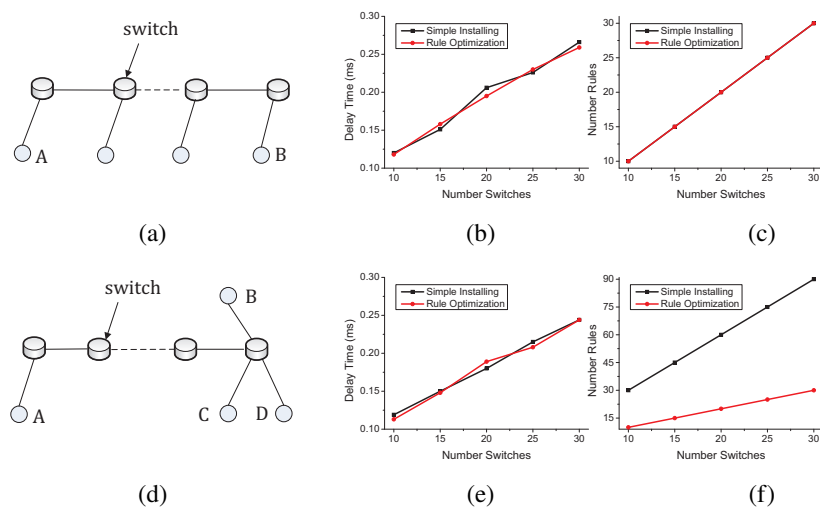 switch
A
B
(a)
Simple Installing
Rule Optimization
0.30
0.25
0.20
0.15
0.10
Delay Time (ms)
10 15 20 25 30
Number Switches
(b)
Simple Installing
Rule Optimization
30
25
20
15
10
Number Rules
10 15 20 25 30
Number Switches
(c)
switch
A
B
C
D
(d)
Simple Installing
Rule Optimization
0.30
0.25
0.20
0.15
0.10
Delay Time (ms)
10 15 20 25 30
Number Switches
(e)
Simple Installing
Rule Optimization
90
75
60
45
30
15
Number Rules
10 15 20 25 30
Number Switches
(f)